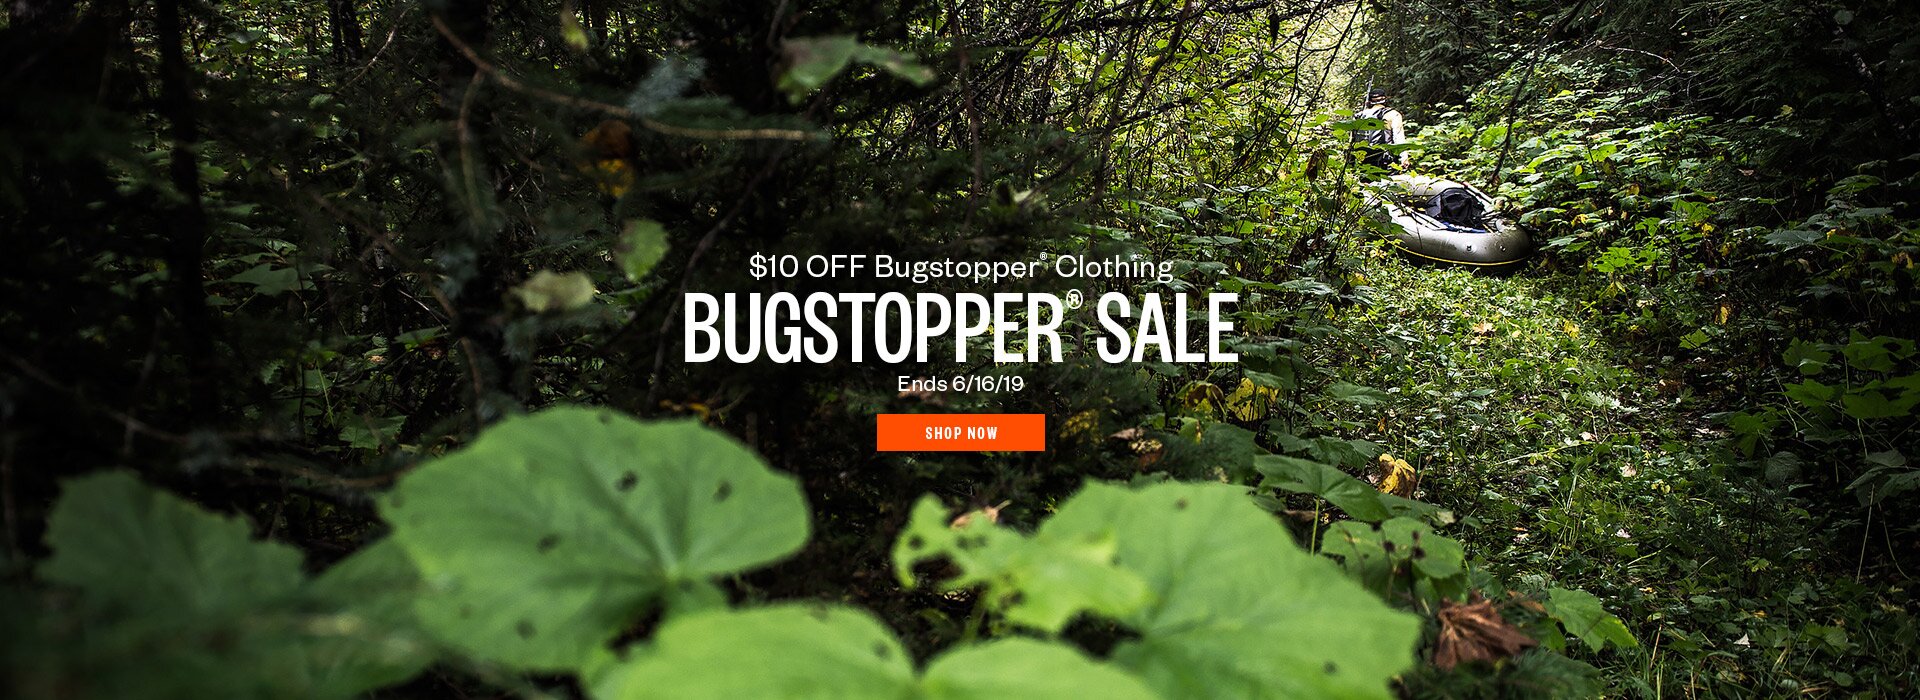 $10 OFF Bugstopper® Clothing
BUGSTOPPER® SALE
Ends 6/16/19
SHOP NOW